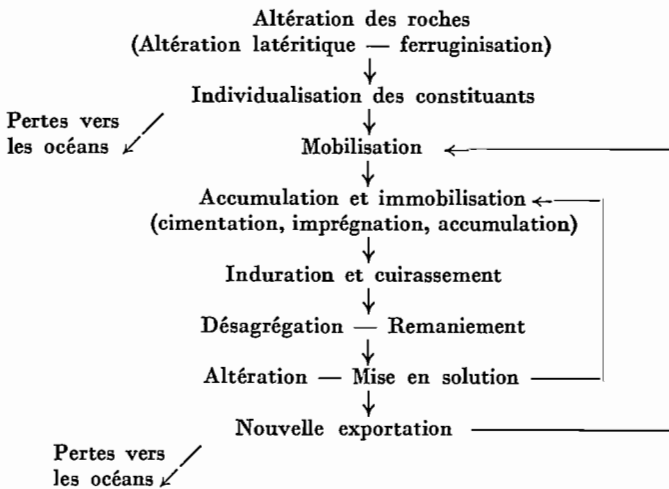 Altération des roches
(Altération latéritique — ferruginisation)
Individualisation des constituants
Pertes vers
les océans
Mobilisation
Accumulation et immobilisation
(cimentation, imprégnation, accumulation)
Induration et cuirassement
Désagrégation — Remaniement
Altération — Mise en solution
Nouvelle exportation
Pertes vers
les océans